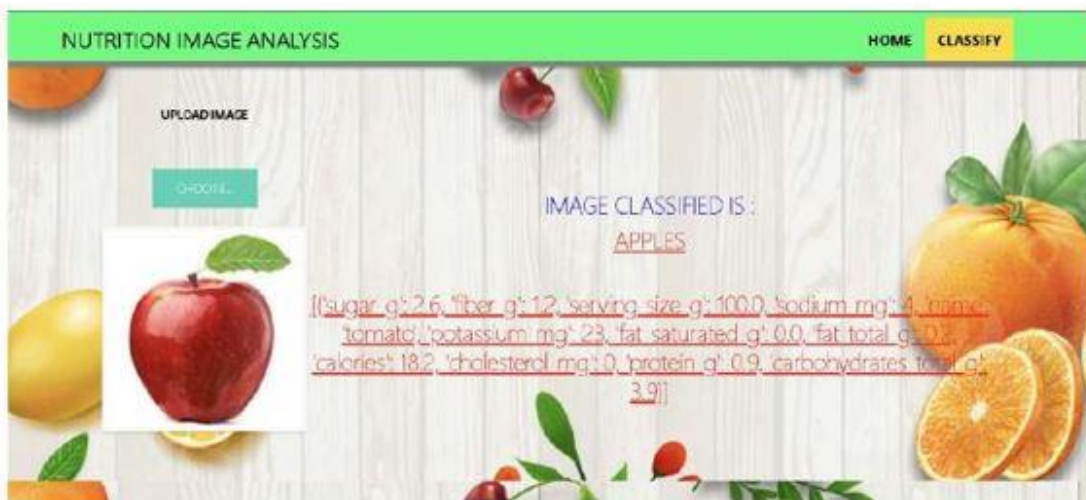 NUTRITION IMAGE ANALYSIS
HOME
CLASSIFY
UPLOAD IMAGE
IMAGE CLASSIFIED IS :
APPLES
[{'sugar_g': 2.6, 'fiber_g': 1.2, 'serving_size_g': 100.0, 'sodium_mg': 4, 'name':
'tomato', 'potassium_mg': 23, 'fat_saturated_g': 0.0, 'fat_total_g':
'calories': 18.2, 'cholesterol_mg': 0, 'protein_g': 0.9, 'carbohydrates_total_g':
3.9}]